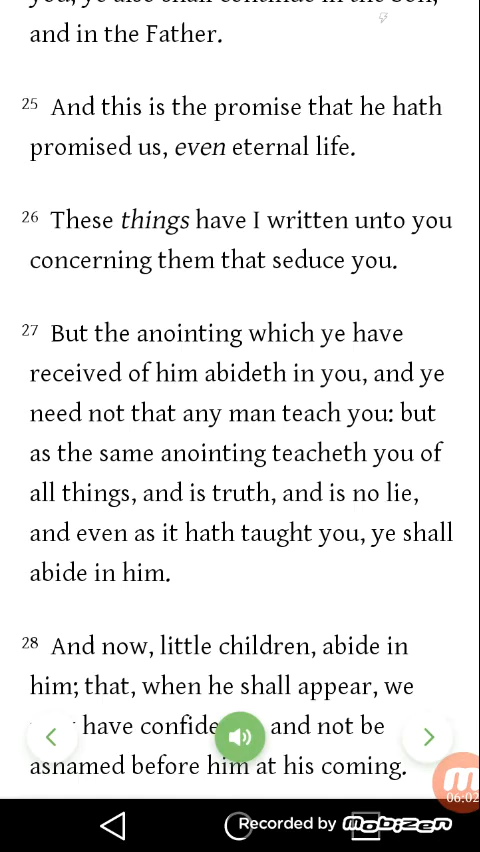 and in the Father.
25 And this is the promise that he hath
promised us, even eternal life.
26 These things have I written unto you
concerning them that seduce you.
27 But the anointing which ye have
received of him abideth in you, and ye
need not that any man teach you: but
as the same anointing teacheth you of
all things, and is truth, and is no lie,
and even as it hath taught you, ye shall
abide in him.
28 And now, little children, abide in
him; that, when he shall appear, we
have and not be
ashamed before him at his coming.
06:02
Recorded by mobizen